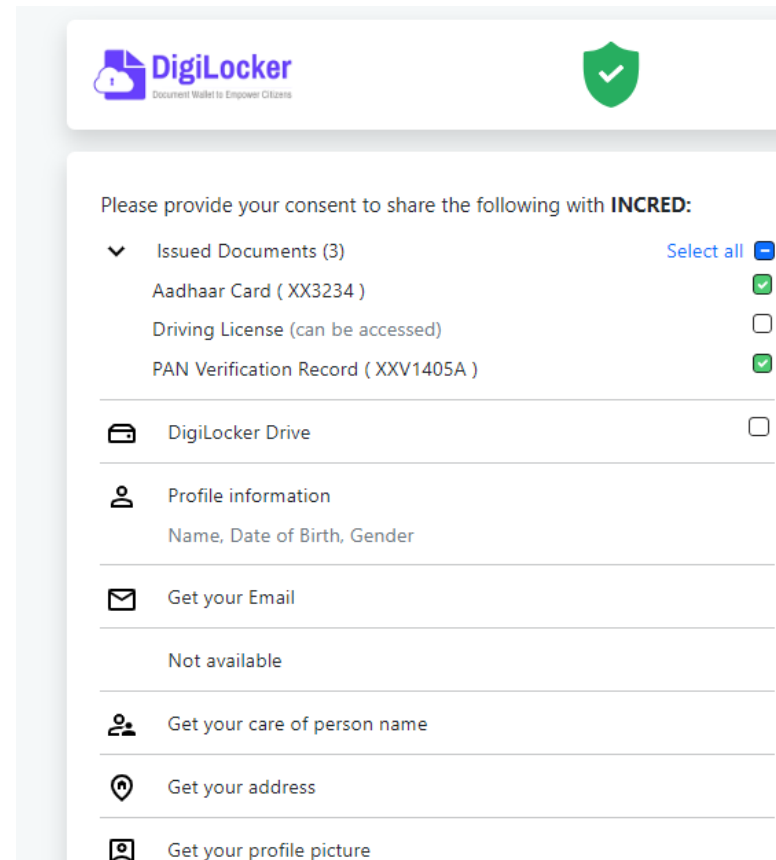 DigiLocker
Document Wallet to Empower Citizens
Please provide your consent to share the following with INCRED:
Issued Documents (3) Select all
Aadhaar Card ( XX3234 )
Driving License (can be accessed)
PAN Verification Record ( XXV1405A )
DigiLocker Drive
Profile information
Name, Date of Birth, Gender
Get your Email
Not available
Get your care of person name
Get your address
Get your profile picture